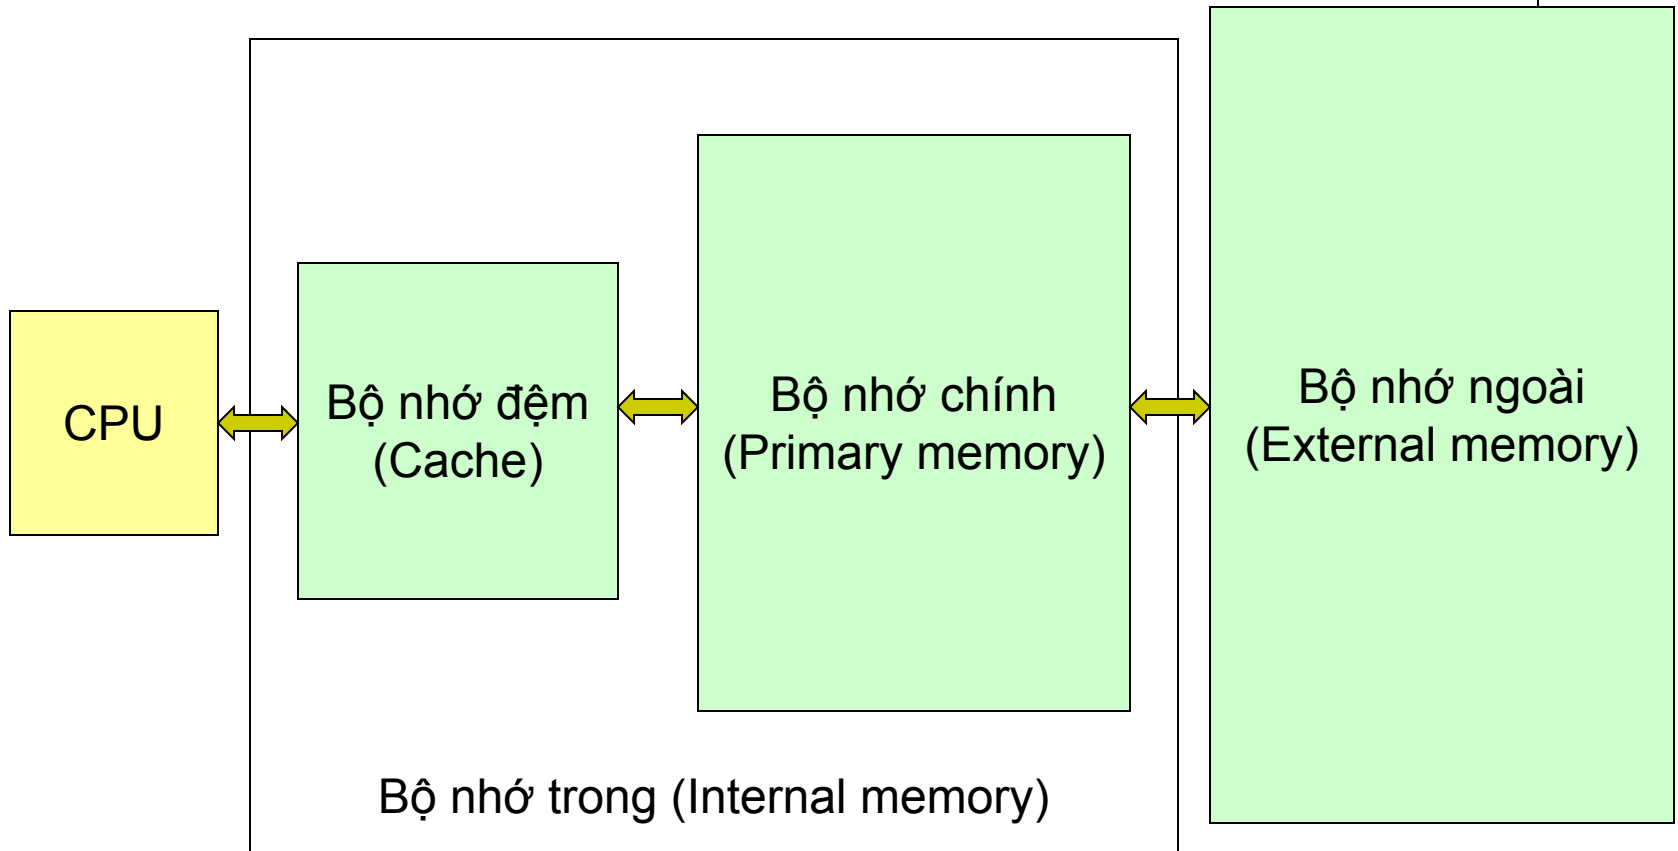 CPU
Bộ nhớ đệm
(Cache)
Bộ nhớ chính
(Primary memory)
Bộ nhớ ngoài
(External memory)
Bộ nhớ trong (Internal memory)